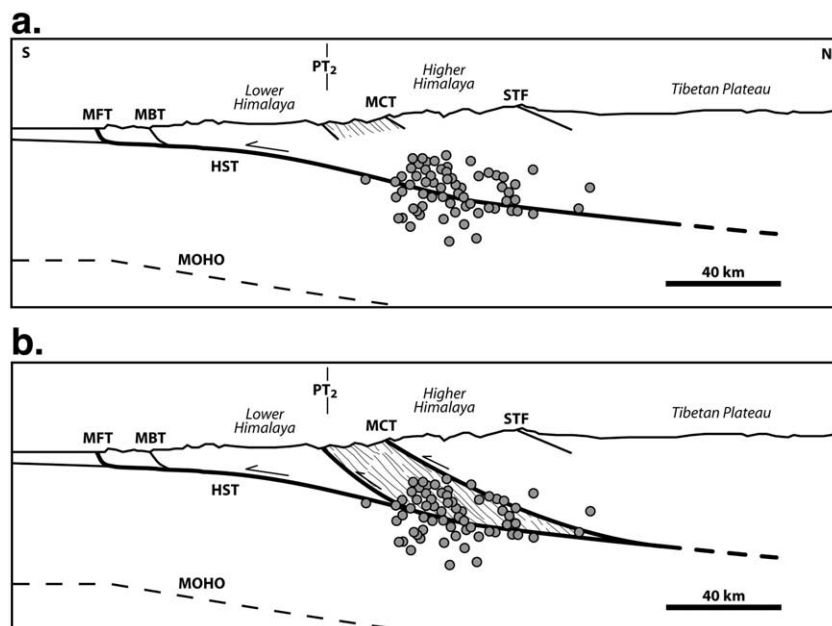 a.
S
N
PT2
Lower
Himalaya
Higher
Himalaya
STF
Tibetan Plateau
MCT
MFT
MBT
HST
MOHO
40 km
b.
PT2
Lower
Himalaya
Higher
Himalaya
STF
Tibetan Plateau
MCT
MFT
MBT
HST
MOHO
40 km